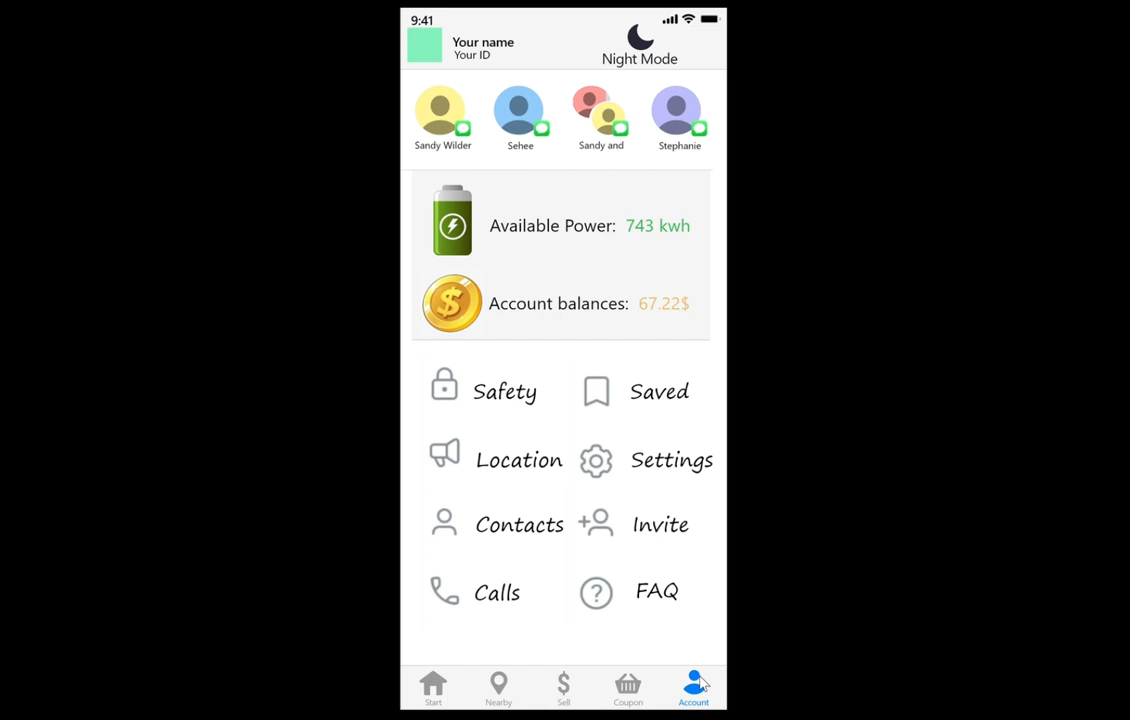 9:41
Your name
Your ID
Night Mode
Sandy Wilder
Sehee
Sandy and
Stephanie
Available Power: 743 kwh
$
Account balances: 67.22$
Safety
Saved
Location
Settings
Contacts
Invite
Calls
? FAQ
$
Start
Nearby
Sell
Coupon
Account